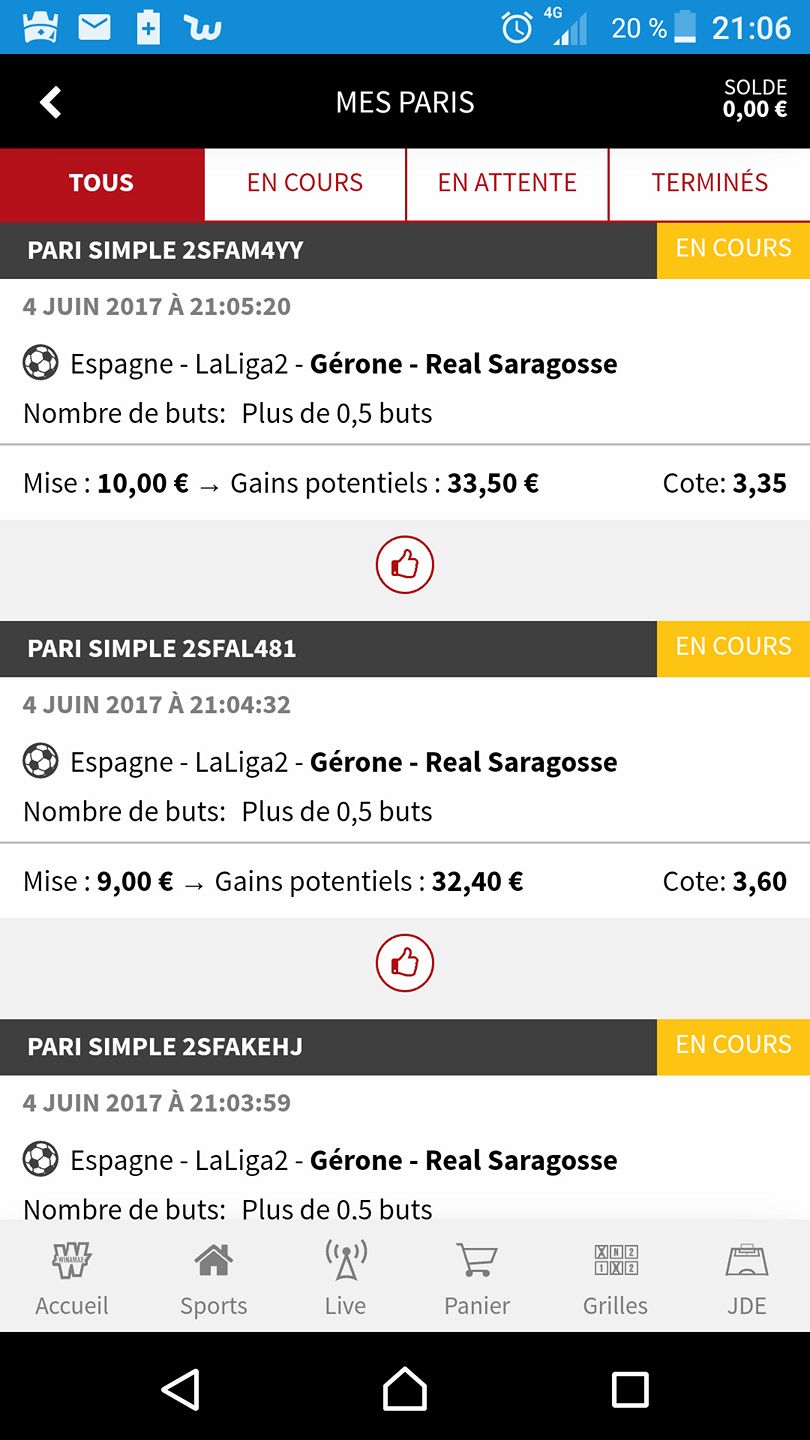 4G 20 % 21:06
MES PARIS
SOLDE
0,00 €
TOUS EN COURS EN ATTENTE TERMINÉS
PARI SIMPLE 2SFAM4YY EN COURS
4 JUIN 2017 À 21:05:20
Espagne - LaLiga2 - Gérone - Real Saragosse
Nombre de buts: Plus de 0,5 buts
Mise : 10,00 € → Gains potentiels : 33,50 € Cote: 3,35
PARI SIMPLE 2SFAL481 EN COURS
4 JUIN 2017 À 21:04:32
Espagne - LaLiga2 - Gérone - Real Saragosse
Nombre de buts: Plus de 0,5 buts
Mise : 9,00 € → Gains potentiels : 32,40 € Cote: 3,60
PARI SIMPLE 2SFAKEHJ EN COURS
4 JUIN 2017 À 21:03:59
Espagne - LaLiga2 - Gérone - Real Saragosse
Nombre de buts: Plus de 0,5 buts
WINAMAX
X N 2
1 X 2
Accueil Sports Live Panier Grilles JDE